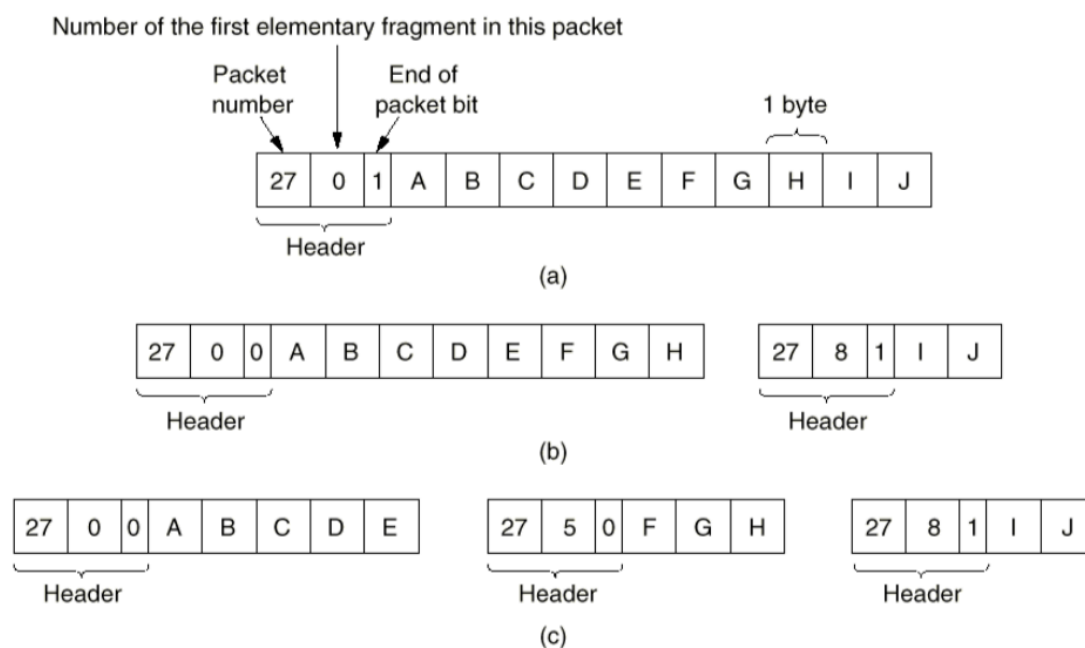 Number of the first elementary fragment in this packet
Packet number
End of packet bit
1 byte
27 0 1 A B C D E F G H I J
Header
(a)
27 0 0 A B C D E F G H
27 8 1 I J
Header
Header
(b)
27 0 0 A B C D E
27 5 0 F G H
27 8 1 I J
Header
Header
Header
(c)